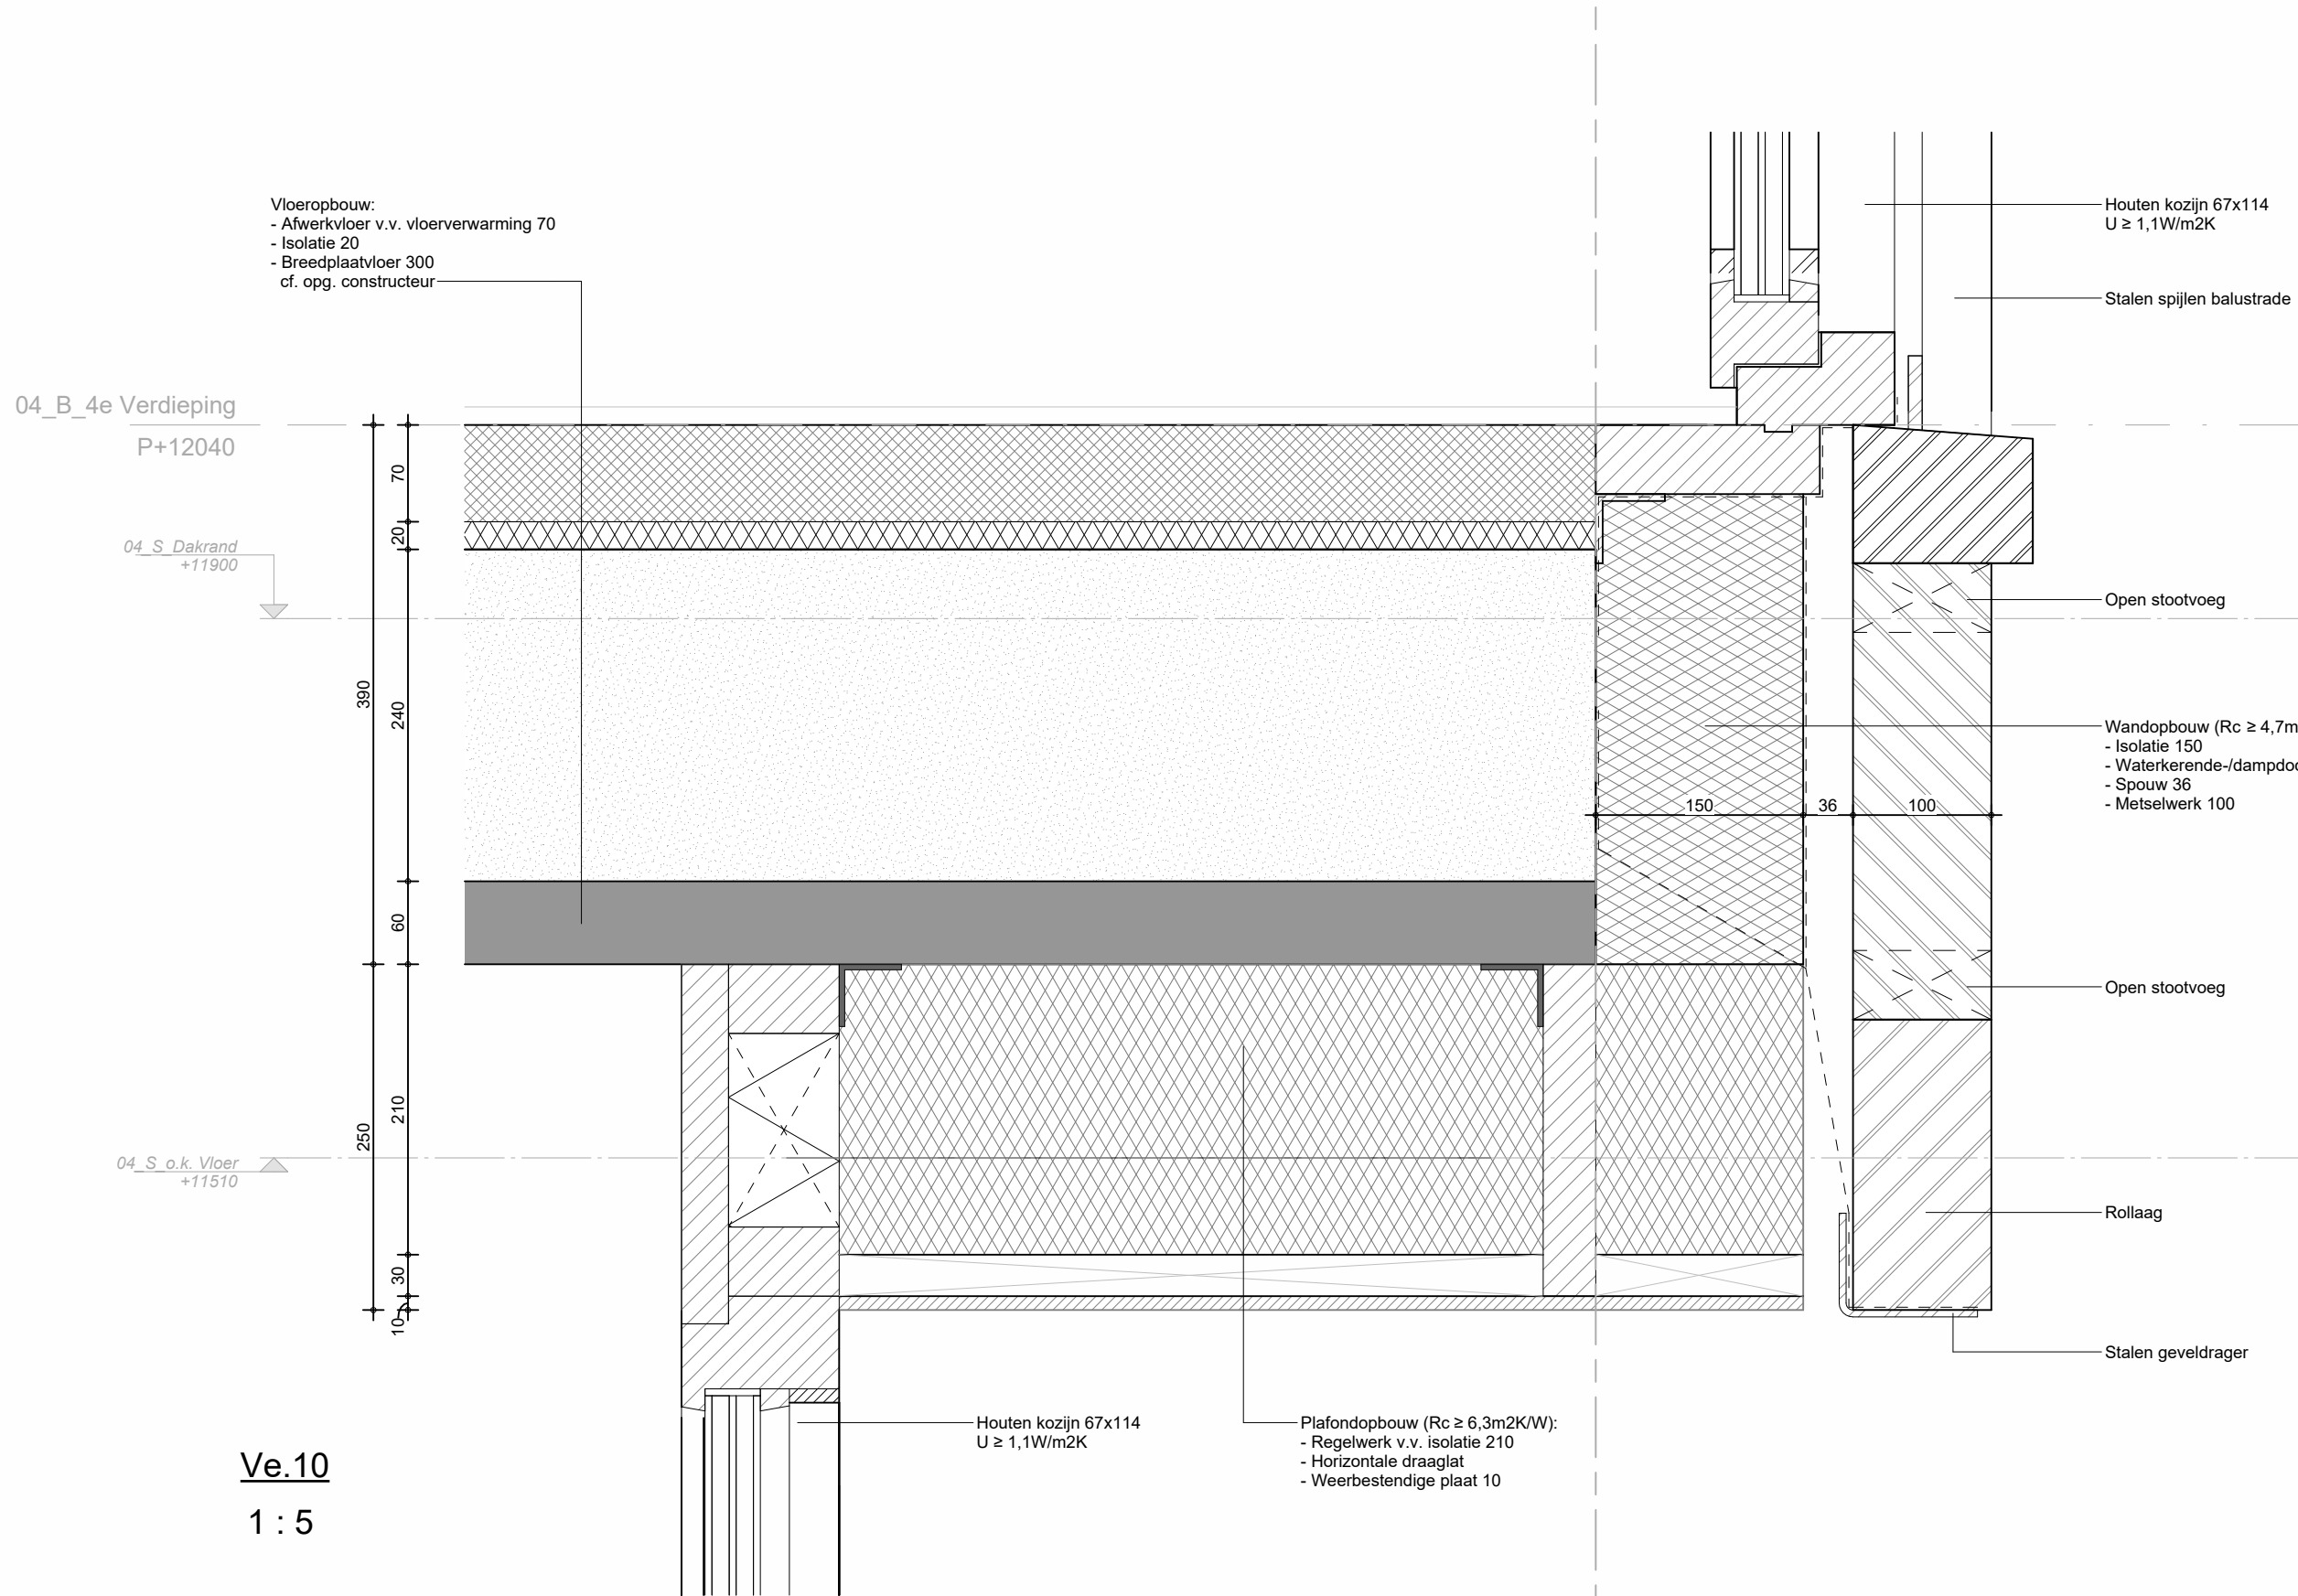 Vloeropbouw:
- Afwerkvloer v.v. vloerverwarming 70
- Isolatie 20
- Breedplaatvloer 300
cf. opg. constructeur
Houten kozijn 67x114
U ≥ 1,1W/m2K
Stalen spijlen balustrade
04_B_4e Verdieping
P+12040
70
20
04_S_Dakrand
+11900
Open stootvoeg
390
240
Wandopbouw (Rc ≥ 4,7m
- Isolatie 150
- Waterkerende-/dampdoo
- Spouw 36
- Metselwerk 100
150
36
100
60
Open stootvoeg
210
250
04_S_o.k. Vloer
+11510
Rollaag
30
10
Stalen geveldrager
Houten kozijn 67x114
U ≥ 1,1W/m2K
Plafondopbouw (Rc ≥ 6,3m2K/W):
- Regelwerk v.v. isolatie 210
- Horizontale draaglat
- Weerbestendige plaat 10
Ve.10
1 : 5